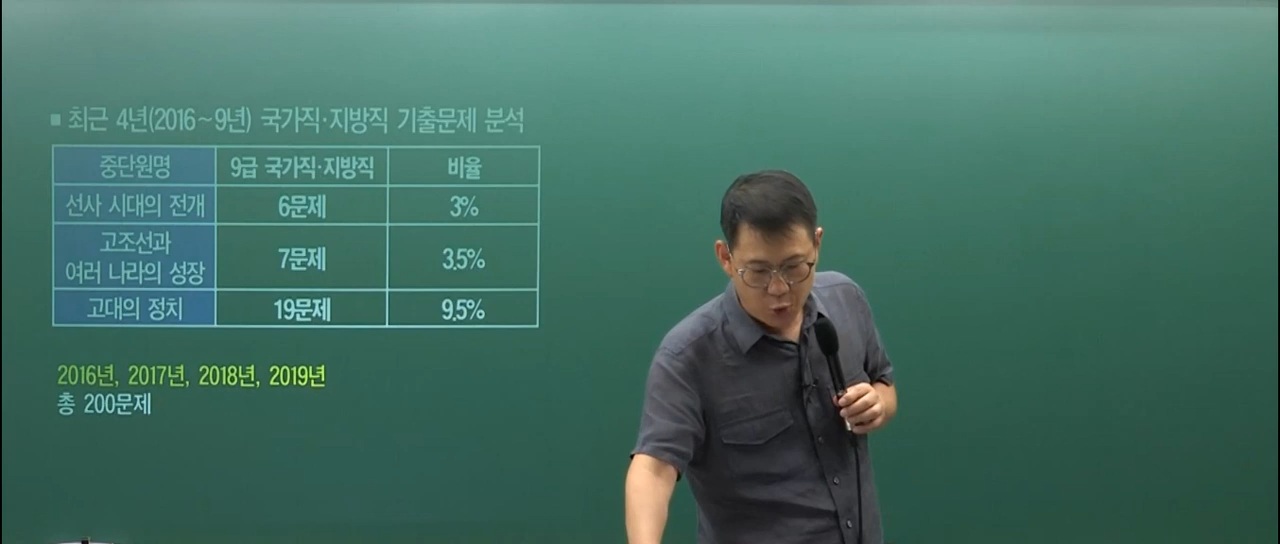 ▪ 최근 4년(2016~9년) 국가직·지방직 기출문제 분석
중단원명 9급 국가직·지방직 비율
선사 시대의 전개 6문제 3%
고조선과
여러 나라의 성장 7문제 3.5%
고대의 정치 19문제 9.5%
2016년, 2017년, 2018년, 2019년
총 200문제